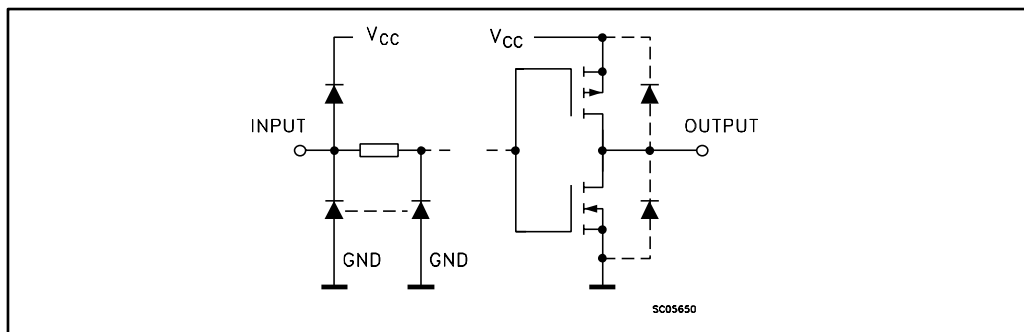 VCC
VCC
INPUT
OUTPUT
GND
GND
SC05650